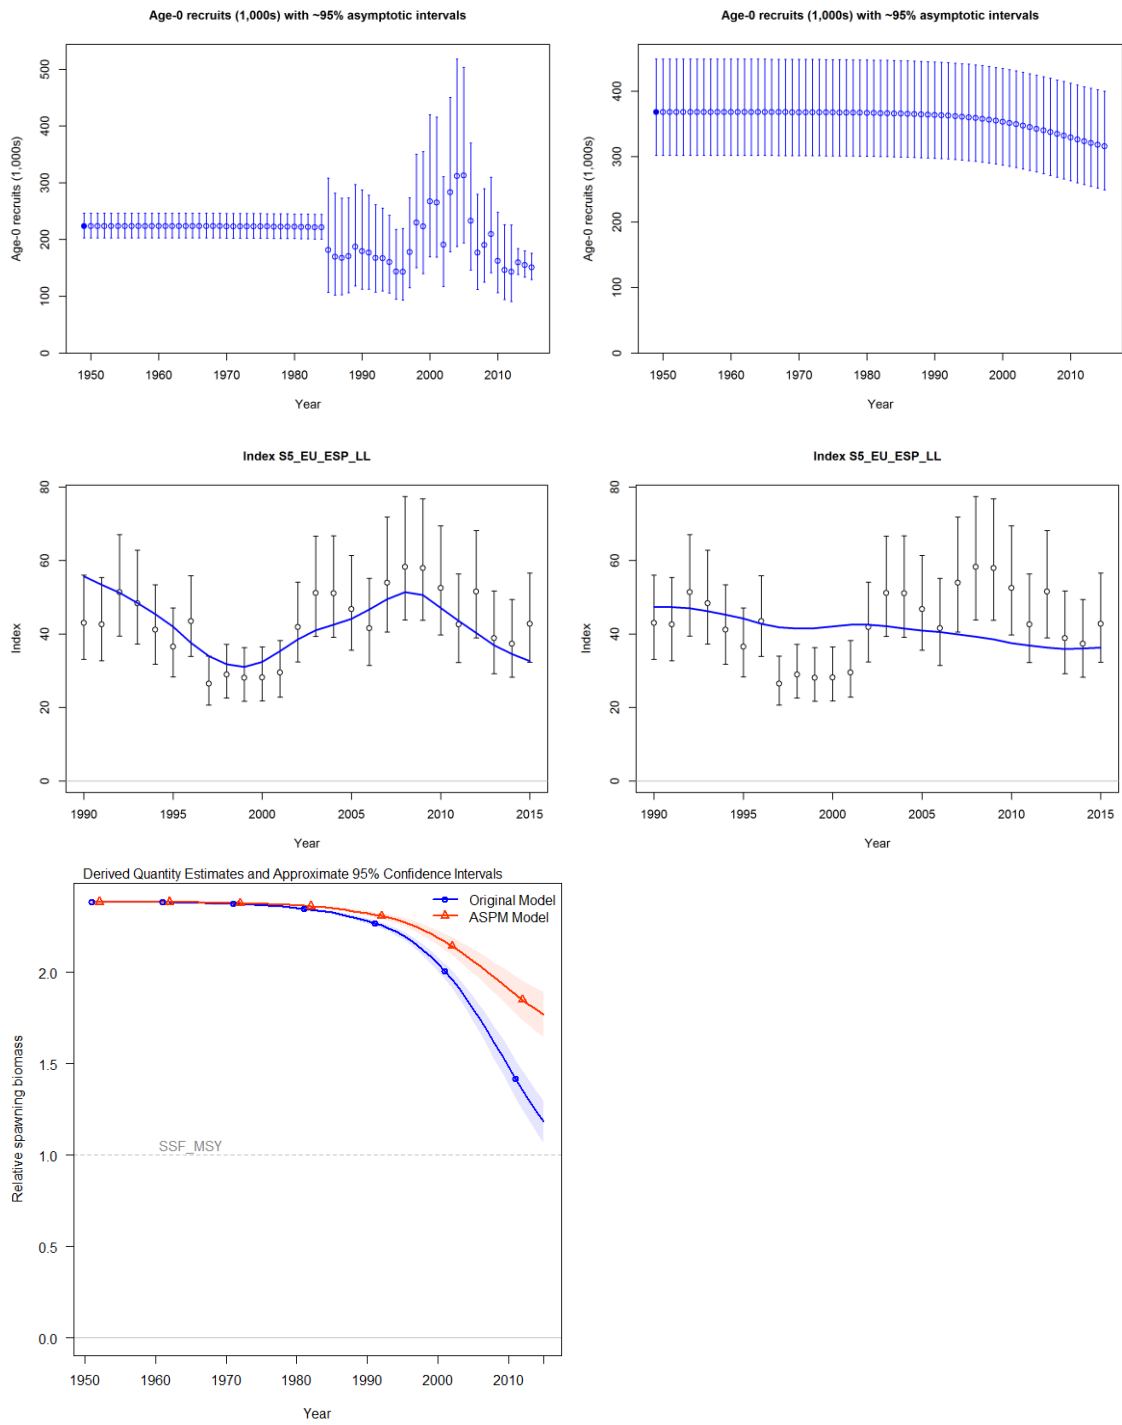 Age-0 recruits (1,000s) with ~95% asymptotic intervals
Age-0 recruits (1,000s)
500
400
300
200
100
0
1950 1960 1970 1980 1990 2000 2010
Year
Age-0 recruits (1,000s) with ~95% asymptotic intervals
Age-0 recruits (1,000s)
400
300
200
100
0
1950 1960 1970 1980 1990 2000 2010
Year
Index S5_EU_ESP_LL
Index
80
60
40
20
0
1990 1995 2000 2005 2010 2015
Year
Index S5_EU_ESP_LL
Index
80
60
40
20
0
1990 1995 2000 2005 2010 2015
Year
Derived Quantity Estimates and Approximate 95% Confidence Intervals
Original Model
ASPM Model
Relative spawning biomass
2.0
1.5
SSF_MSY
1.0
0.5
0.0
1950 1960 1970 1980 1990 2000 2010
Year